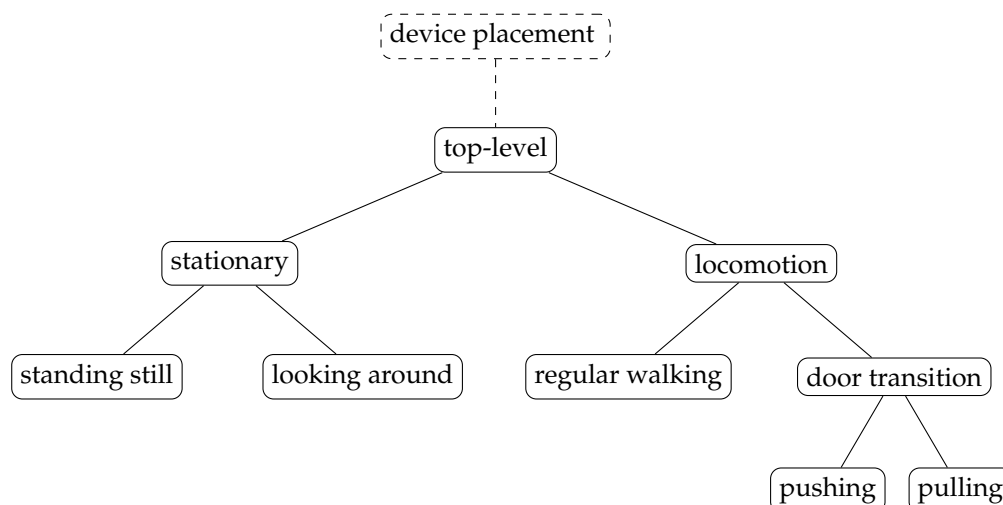 device placement
top-level
stationary
locomotion
standing still
looking around
regular walking
door transition
pushing
pulling